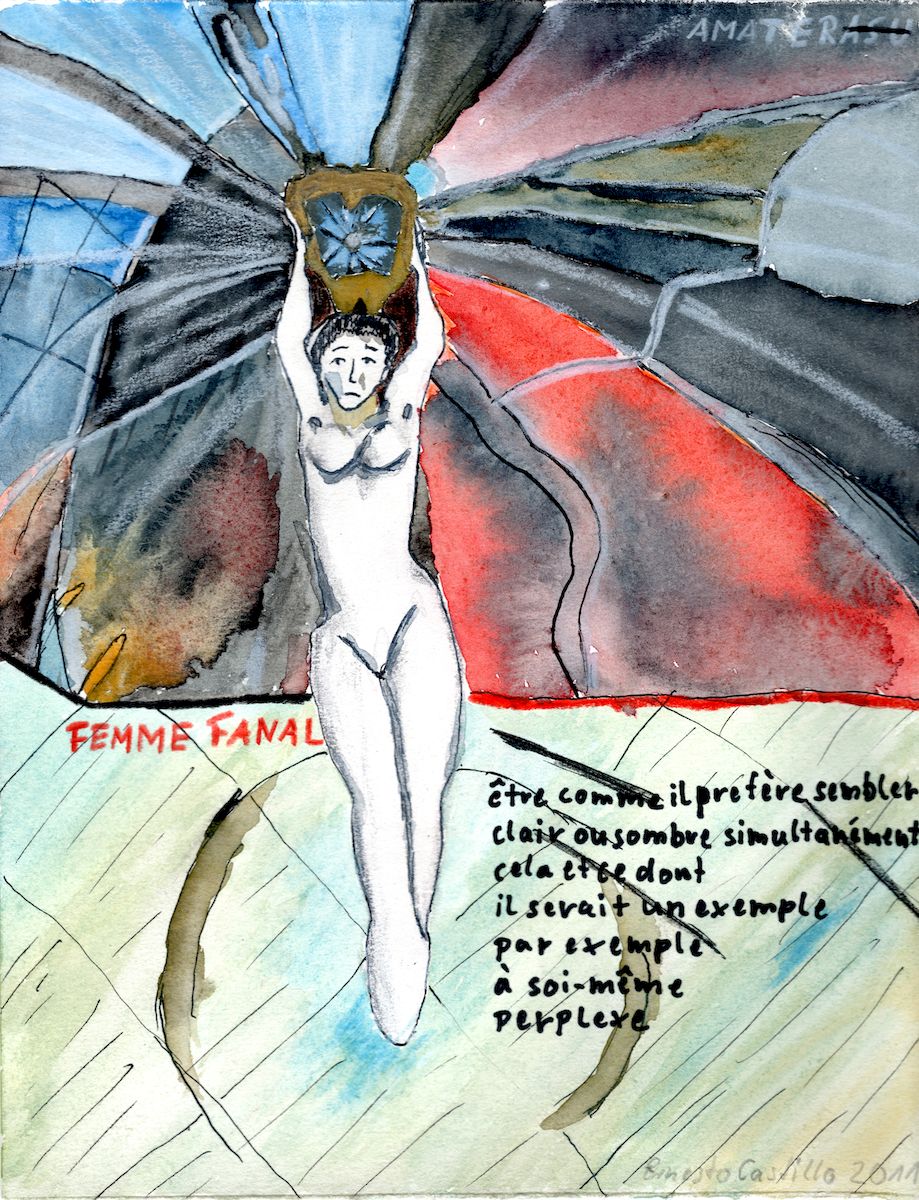 AMATERASU
FEMME FANAL
être comme il préfère sembler
clair ou sombre simultanément
cela et ce dont
il serait un exemple
par exemple
à soi-même
perplexe
Ernesto Castillo 2011